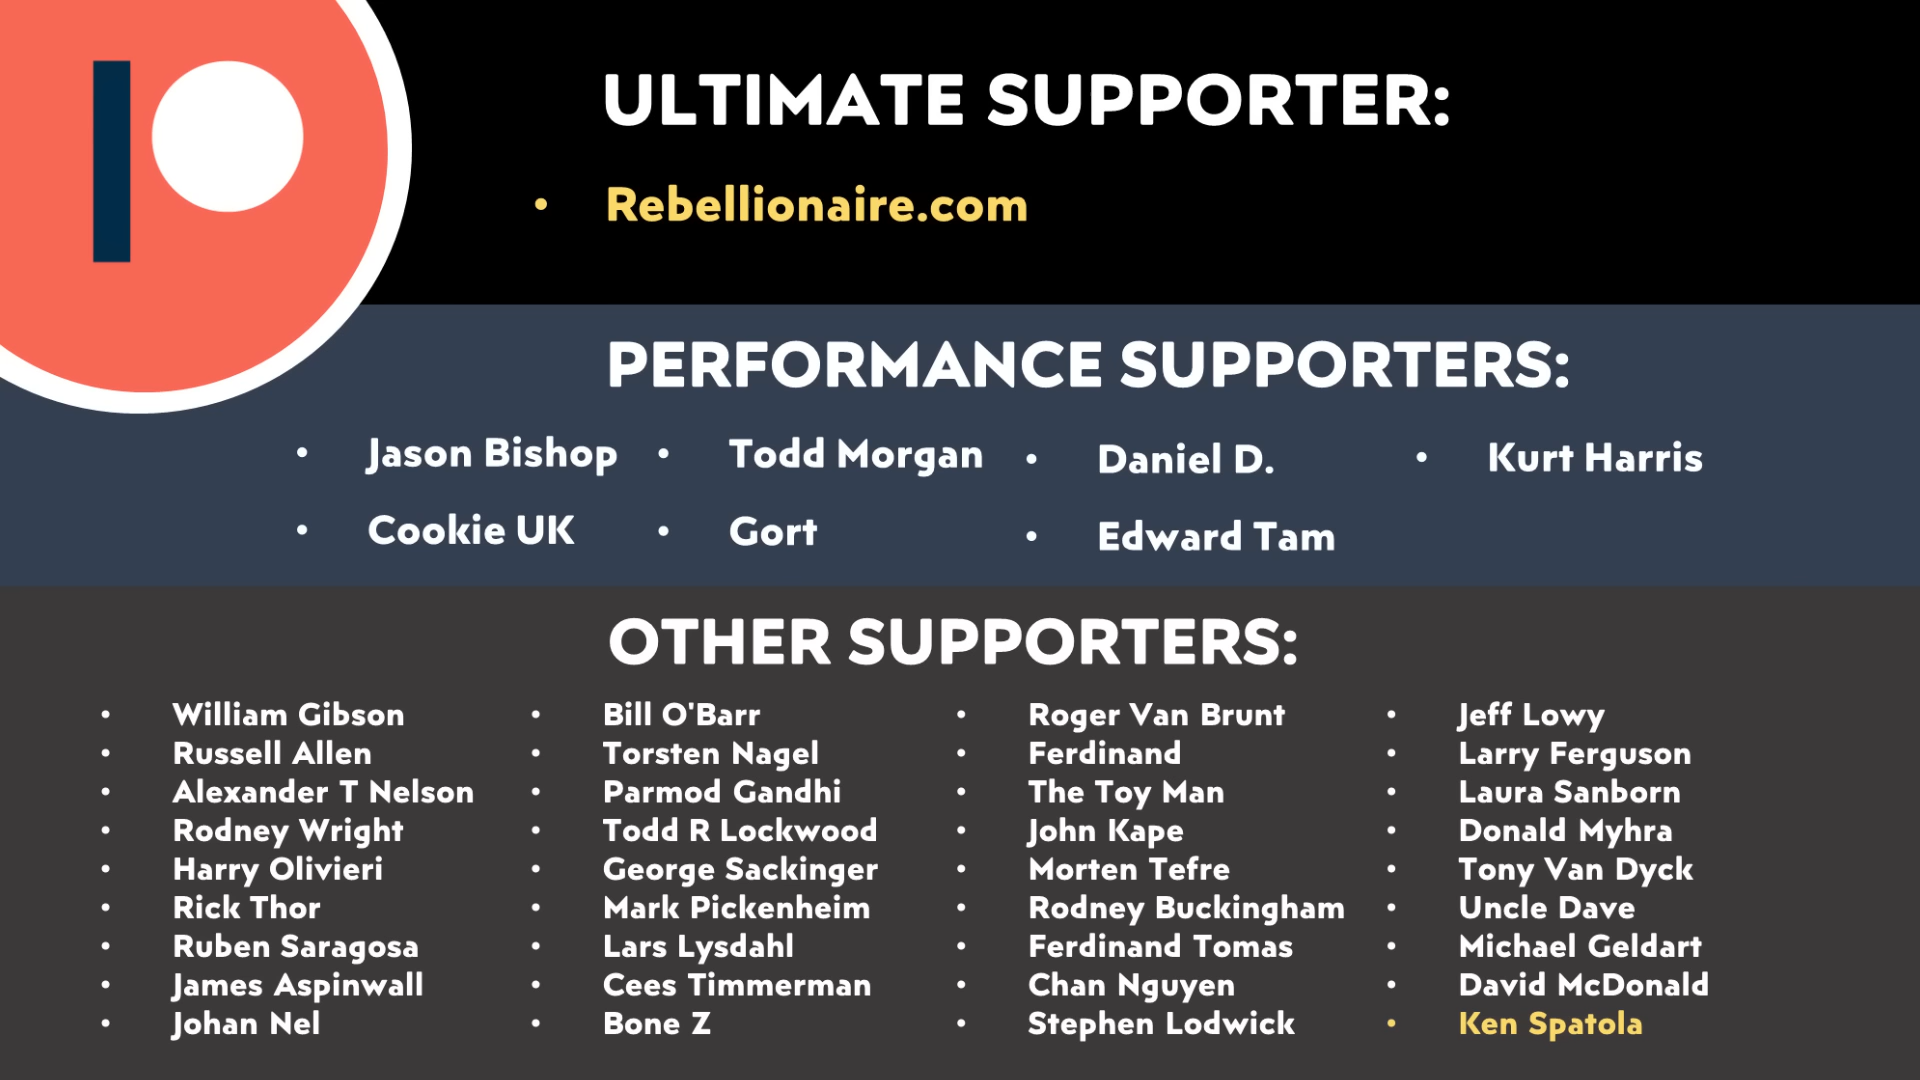 ULTIMATE SUPPORTER:
• Rebellionaire.com
PERFORMANCE SUPPORTERS:
• Jason Bishop • Todd Morgan • Daniel D. • Kurt Harris
• Cookie UK • Gort • Edward Tam
OTHER SUPPORTERS:
• William Gibson
• Russell Allen
• Alexander T Nelson
• Rodney Wright
• Harry Olivieri
• Rick Thor
• Ruben Saragosa
• James Aspinwall
• Johan Nel
• Bill O'Barr
• Torsten Nagel
• Parmod Gandhi
• Todd R Lockwood
• George Sackinger
• Mark Pickenheim
• Lars Lysdahl
• Cees Timmerman
• Bone Z
• Roger Van Brunt
• Ferdinand
• The Toy Man
• John Kape
• Morten Tefre
• Rodney Buckingham
• Ferdinand Tomas
• Chan Nguyen
• Stephen Lodwick
• Jeff Lowy
• Larry Ferguson
• Laura Sanborn
• Donald Myhra
• Tony Van Dyck
• Uncle Dave
• Michael Geldart
• David McDonald
• Ken Spatola